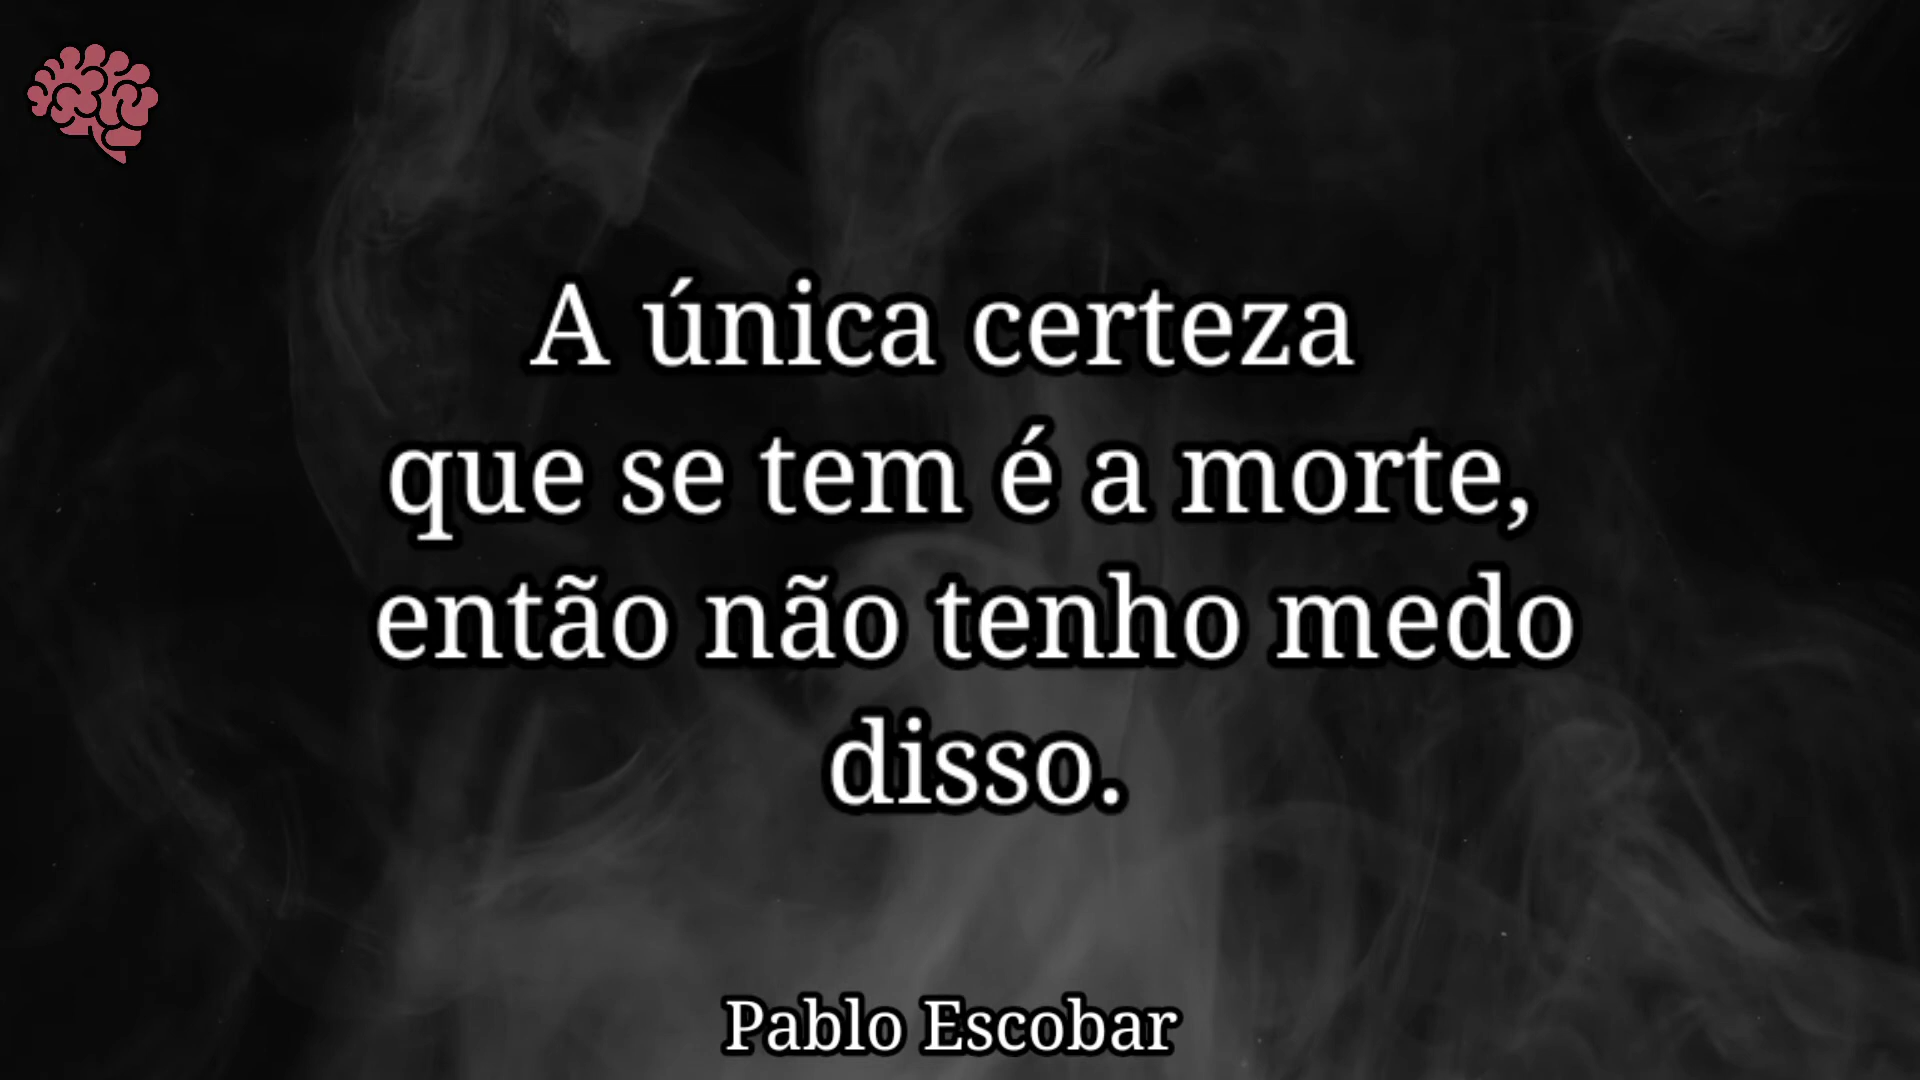 A única certeza
que se tem é a morte,
então não tenho medo
disso.
Pablo Escobar